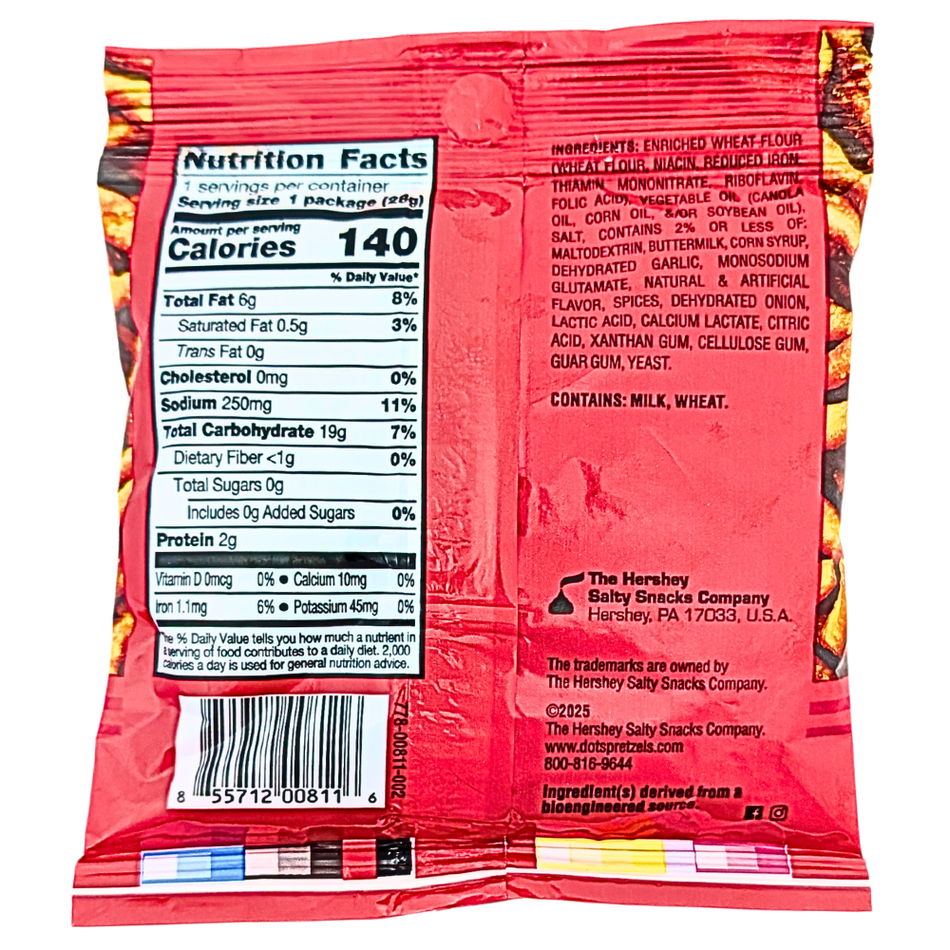 Nutrition Facts
1 servings per container
Serving size 1 package (28g)
Amount per serving
Calories 140
% Daily Value*
Total Fat 6g 8%
Saturated Fat 0.5g 3%
Trans Fat 0g
Cholesterol 0mg 0%
Sodium 250mg 11%
Total Carbohydrate 19g 7%
Dietary Fiber <1g 0%
Total Sugars 0g
Includes 0g Added Sugars 0%
Protein 2g
Vitamin D 0mcg 0% ● Calcium 10mg 0%
Iron 1.1mg 6% ● Potassium 45mg 0%
The % Daily Value tells you how much a nutrient in
a serving of food contributes to a daily diet. 2,000
calories a day is used for general nutrition advice.
8 55712 00811 6
778-00811-002
INGREDIENTS: ENRICHED WHEAT FLOUR
(WHEAT FLOUR, NIACIN, REDUCED IRON,
THIAMIN MONONITRATE, RIBOFLAVIN,
FOLIC ACID), VEGETABLE OIL (CANOLA
OIL, CORN OIL, &/OR SOYBEAN OIL),
SALT, CONTAINS 2% OR LESS OF:
MALTODEXTRIN, BUTTERMILK, CORN SYRUP,
DEHYDRATED GARLIC, MONOSODIUM
GLUTAMATE, NATURAL & ARTIFICIAL
FLAVOR, SPICES, DEHYDRATED ONION,
LACTIC ACID, CALCIUM LACTATE, CITRIC
ACID, XANTHAN GUM, CELLULOSE GUM,
GUAR GUM, YEAST.
CONTAINS: MILK, WHEAT.
The Hershey
Salty Snacks Company
Hershey, PA 17033, U.S.A.
The trademarks are owned by
The Hershey Salty Snacks Company.
©2025
The Hershey Salty Snacks Company.
www.dotspretzels.com
800-816-9644
Ingredient(s) derived from a
bioengineered source.